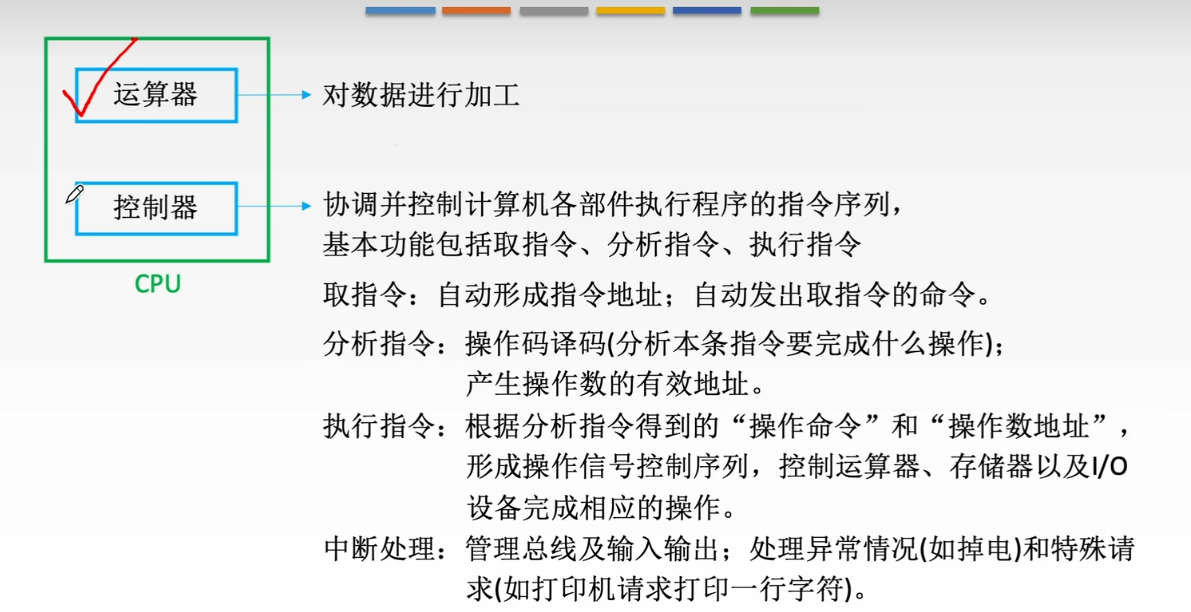 运算器
对数据进行加工
控制器
协调并控制计算机各部件执行程序的指令序列，
基本功能包括取指令、分析指令、执行指令
CPU
取指令：自动形成指令地址；自动发出取指令的命令。
分析指令：操作码译码(分析本条指令要完成什么操作)；
产生操作数的有效地址。
执行指令：根据分析指令得到的“操作命令”和“操作数地址”，
形成操作信号控制序列，控制运算器、存储器以及I/O
设备完成相应的操作。
中断处理：管理总线及输入输出；处理异常情况(如掉电)和特殊请
求(如打印机请求打印一行字符)。